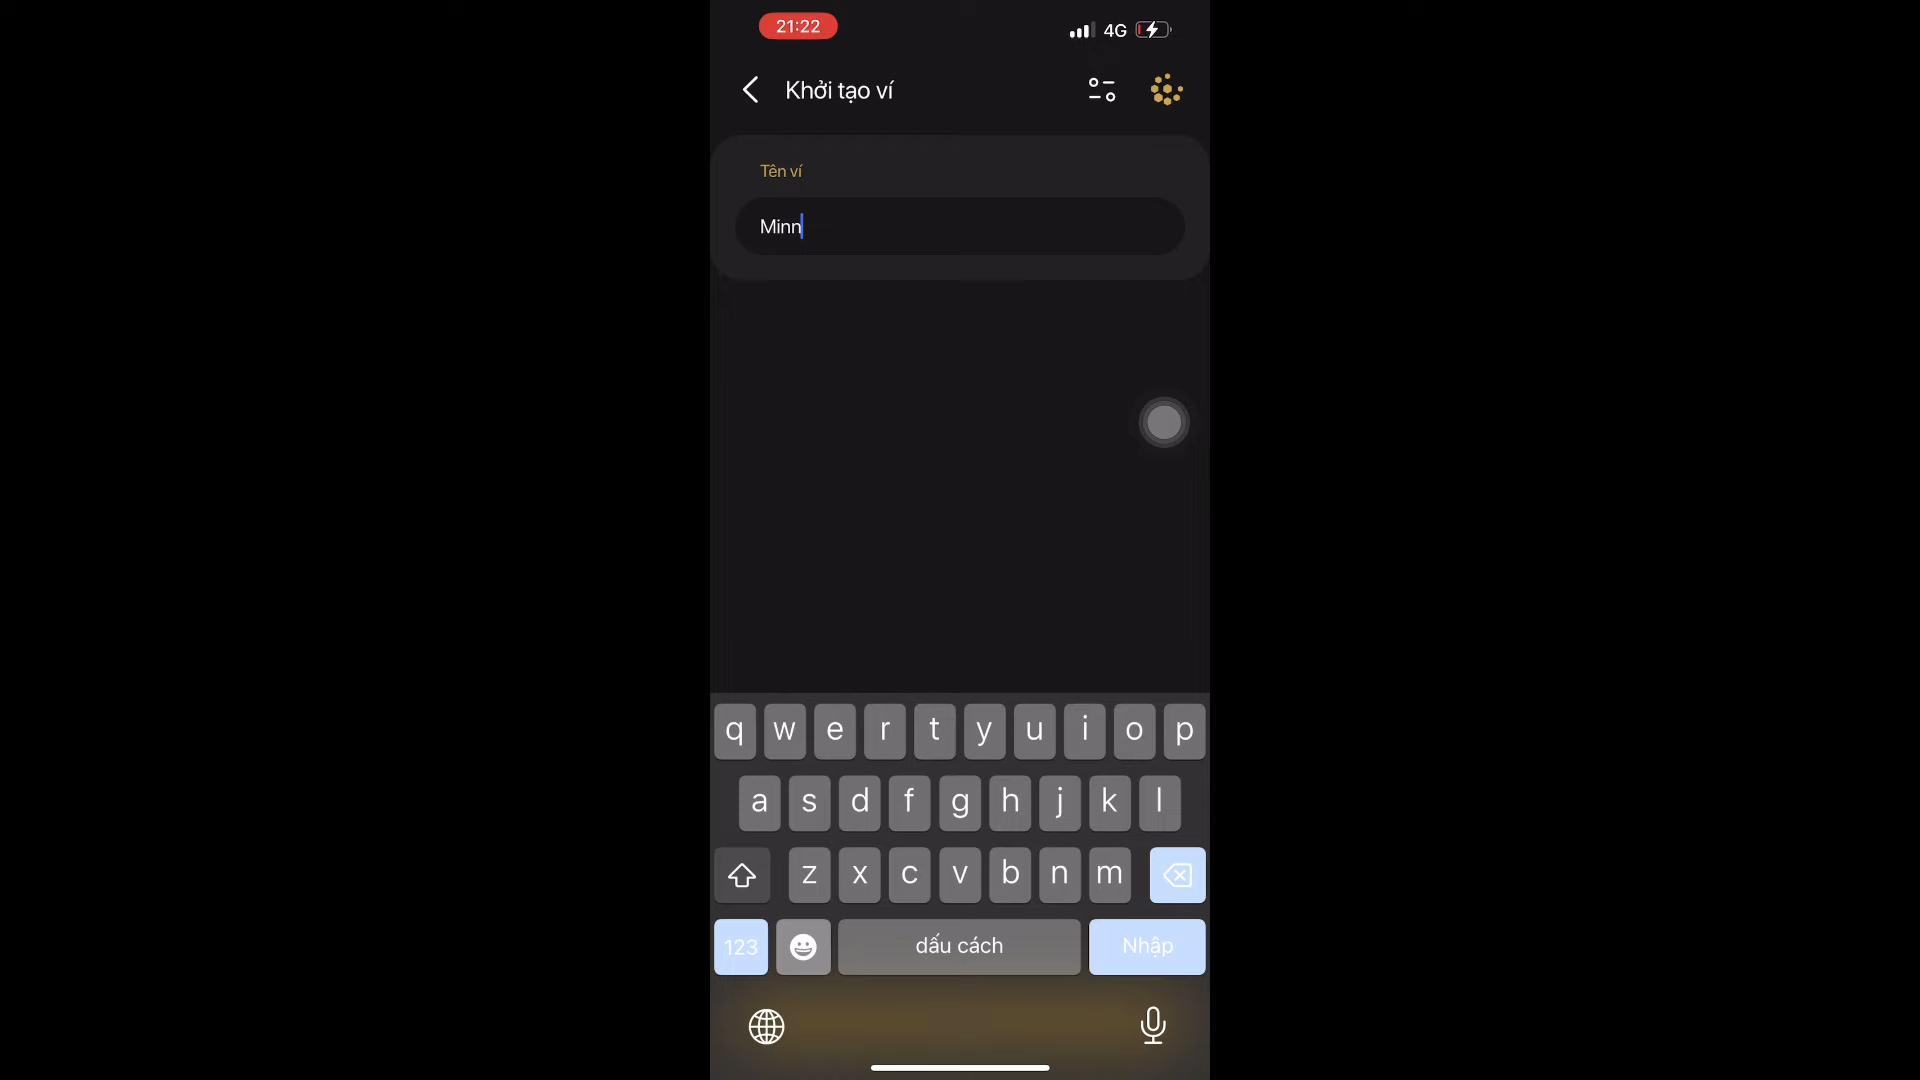 21:22
4G
Khởi tạo ví
Tên ví
Minn
q w e r t y u i o p
a s d f g h j k l
z x c v b n m
123 dấu cách Nhập